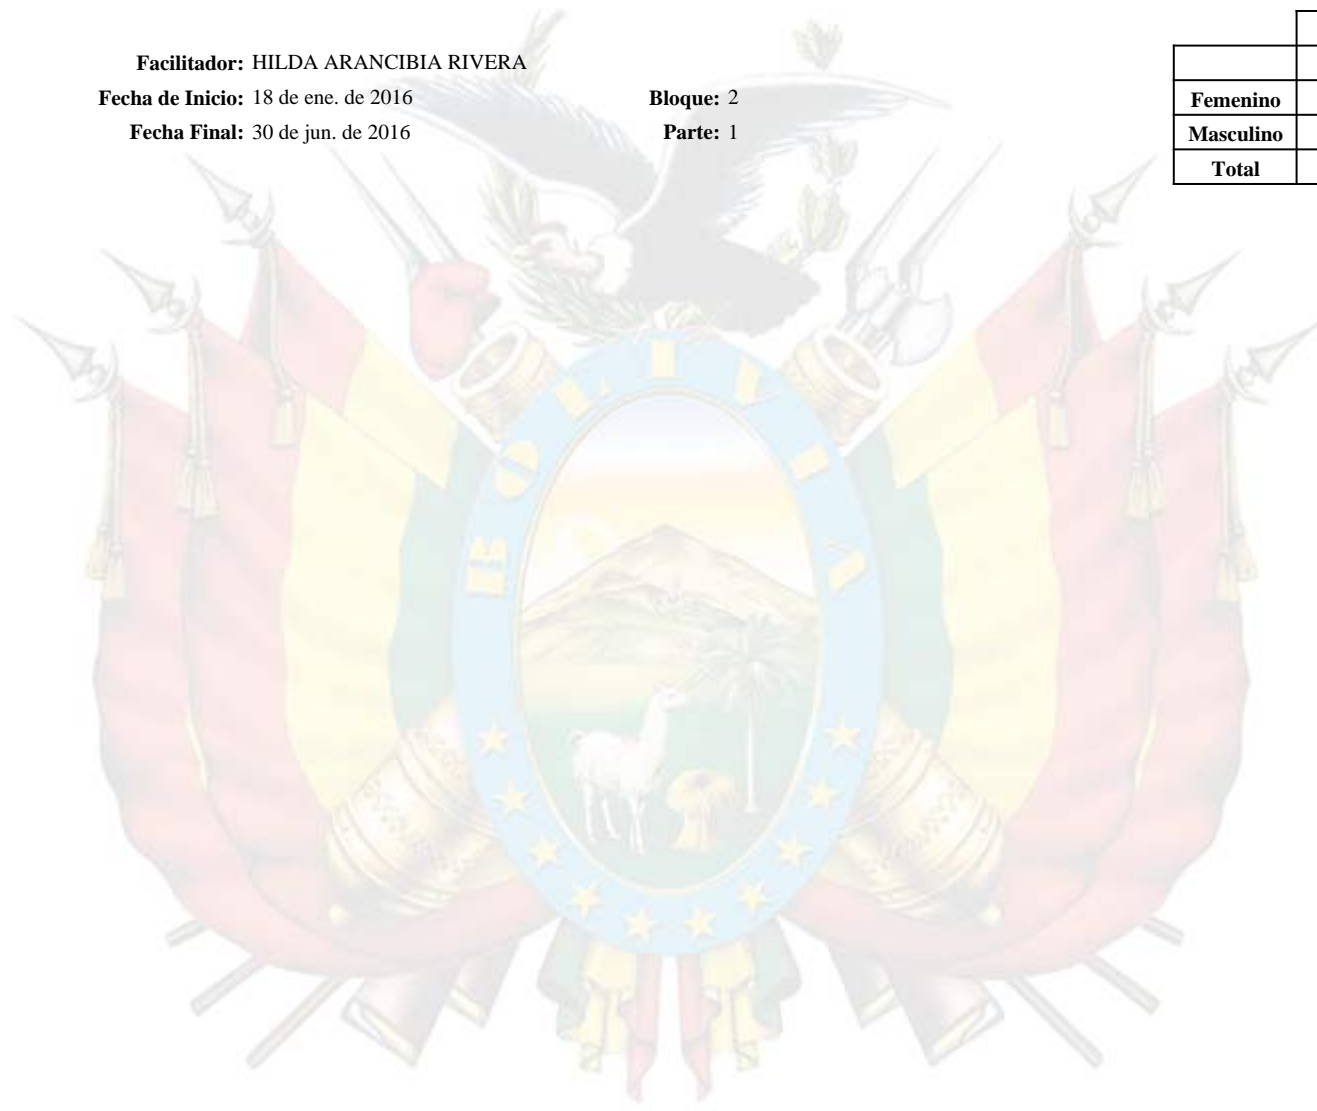 Facilitador: HILDA ARANCIBIA RIVERA
Fecha de Inicio: 18 de ene. de 2016 Bloque: 2
Fecha Final: 30 de jun. de 2016 Parte: 1
Femenino
Masculino
Total
BOLIVIA